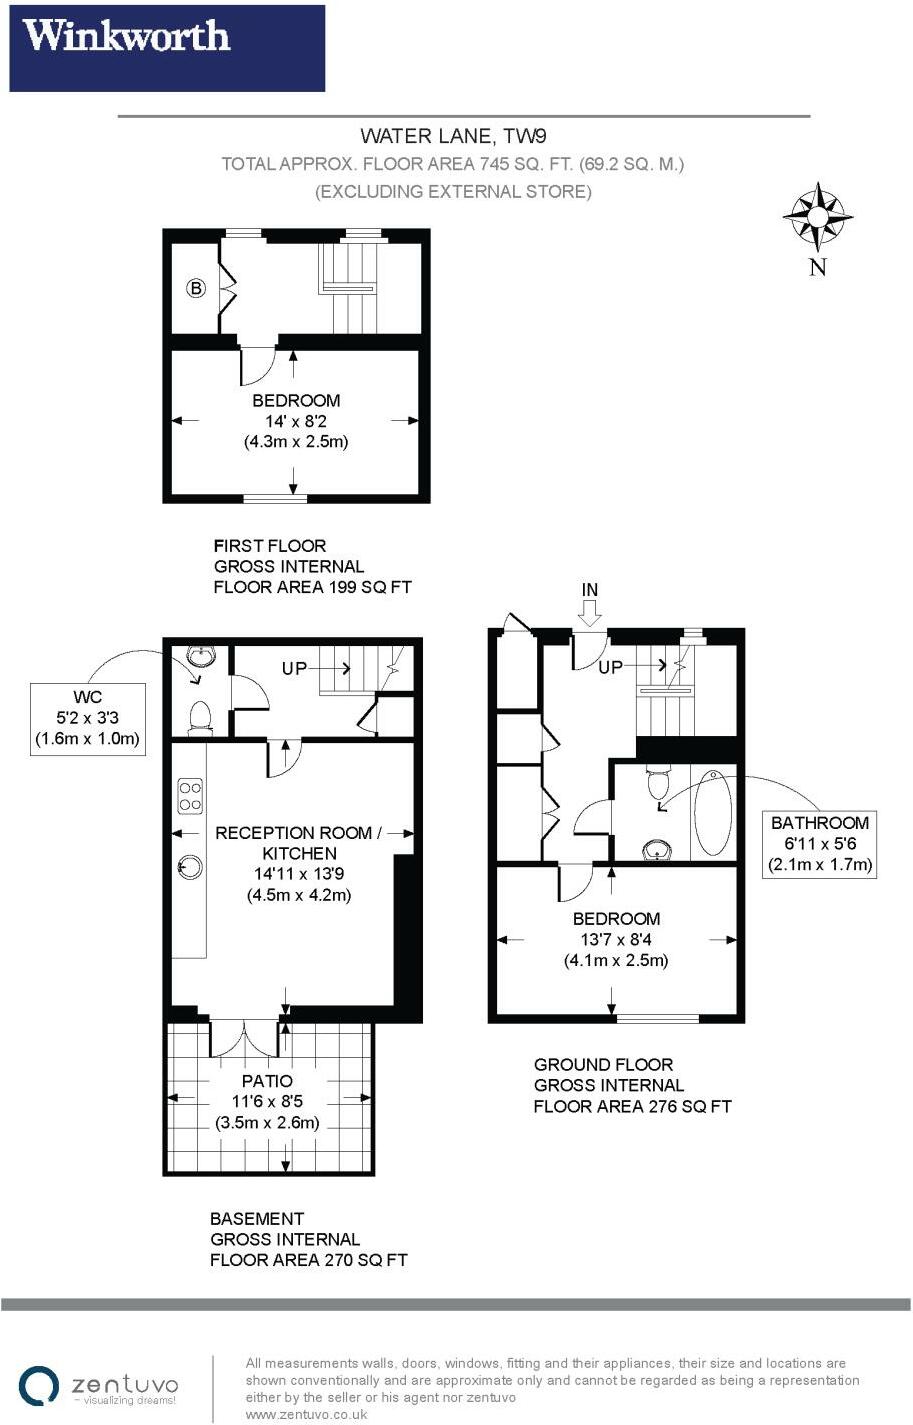 Winkworth
WATER LANE, TW9
TOTAL APPROX. FLOOR AREA 745 SQ. FT. (69.2 SQ. M.)
(EXCLUDING EXTERNAL STORE)
N
B
BEDROOM
14' x 8'2
(4.3m x 2.5m)
FIRST FLOOR
GROSS INTERNAL
FLOOR AREA 199 SQ FT
IN
UP
WC
5'2 x 3'3
(1.6m x 1.0m)
RECEPTION ROOM /
KITCHEN
14'11 x 13'9
(4.5m x 4.2m)
PATIO
11'6 x 8'5
(3.5m x 2.6m)
BASEMENT
GROSS INTERNAL
FLOOR AREA 270 SQ FT
UP
BATHROOM
6'11 x 5'6
(2.1m x 1.7m)
BEDROOM
13'7 x 8'4
(4.1m x 2.5m)
GROUND FLOOR
GROSS INTERNAL
FLOOR AREA 276 SQ FT
zentuvo
– visualizing dreams!
All measurements walls, doors, windows, fitting and their appliances, their size and locations are
shown conventionally and are approximate only and cannot be regarded as being a representation
either by the seller or his agent nor zentuvo
www.zentuvo.co.uk